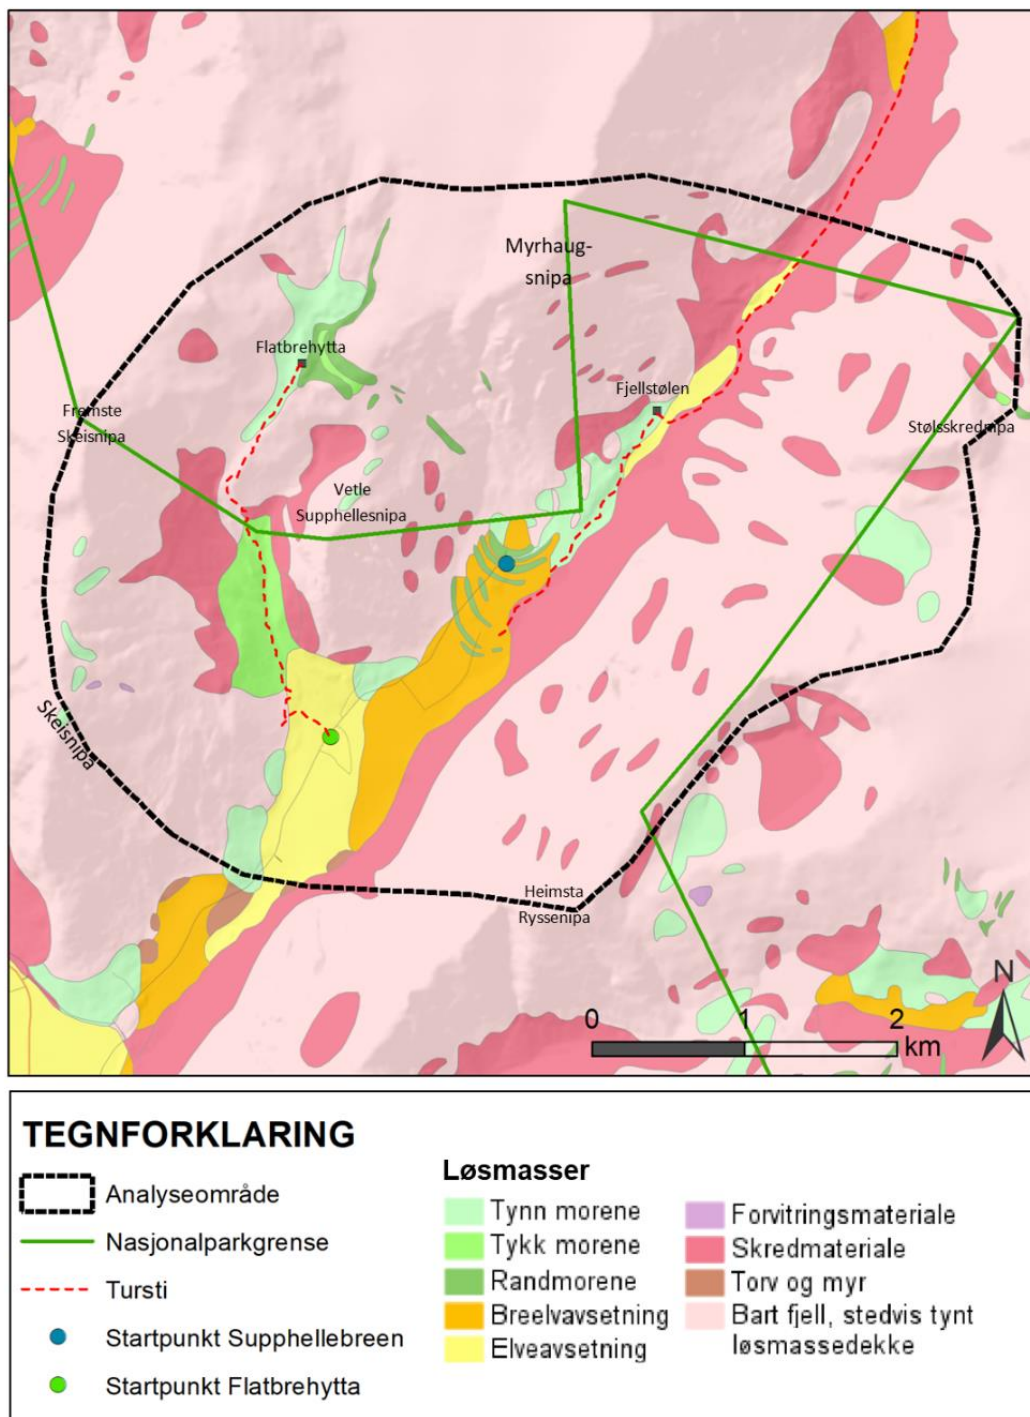 Myrhaug-
snipa
Flatbrehytta
Fjellstølen
Fremste
Skeisnipa
Stølsskrednipa
Vetle
Supphellesnipa
Skeisnipa
Heimsta
Ryssenipa
N
0 1 2
km
TEGNFORKLARING
Analyseområde
Nasjonalparkgrense
Tursti
Startpunkt Supphellebreen
Startpunkt Flatbrehytta
Løsmasser
Tynn morene
Tykk morene
Randmorene
Breelvavsetning
Elveavsetning
Forvitringsmateriale
Skredmateriale
Torv og myr
Bart fjell, stedvis tynt
løsmassedekke